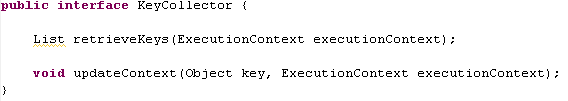 public interface KeyCollector {
List retrieveKeys(ExecutionContext executionContext);
void updateContext(Object key, ExecutionContext executionContext);
}